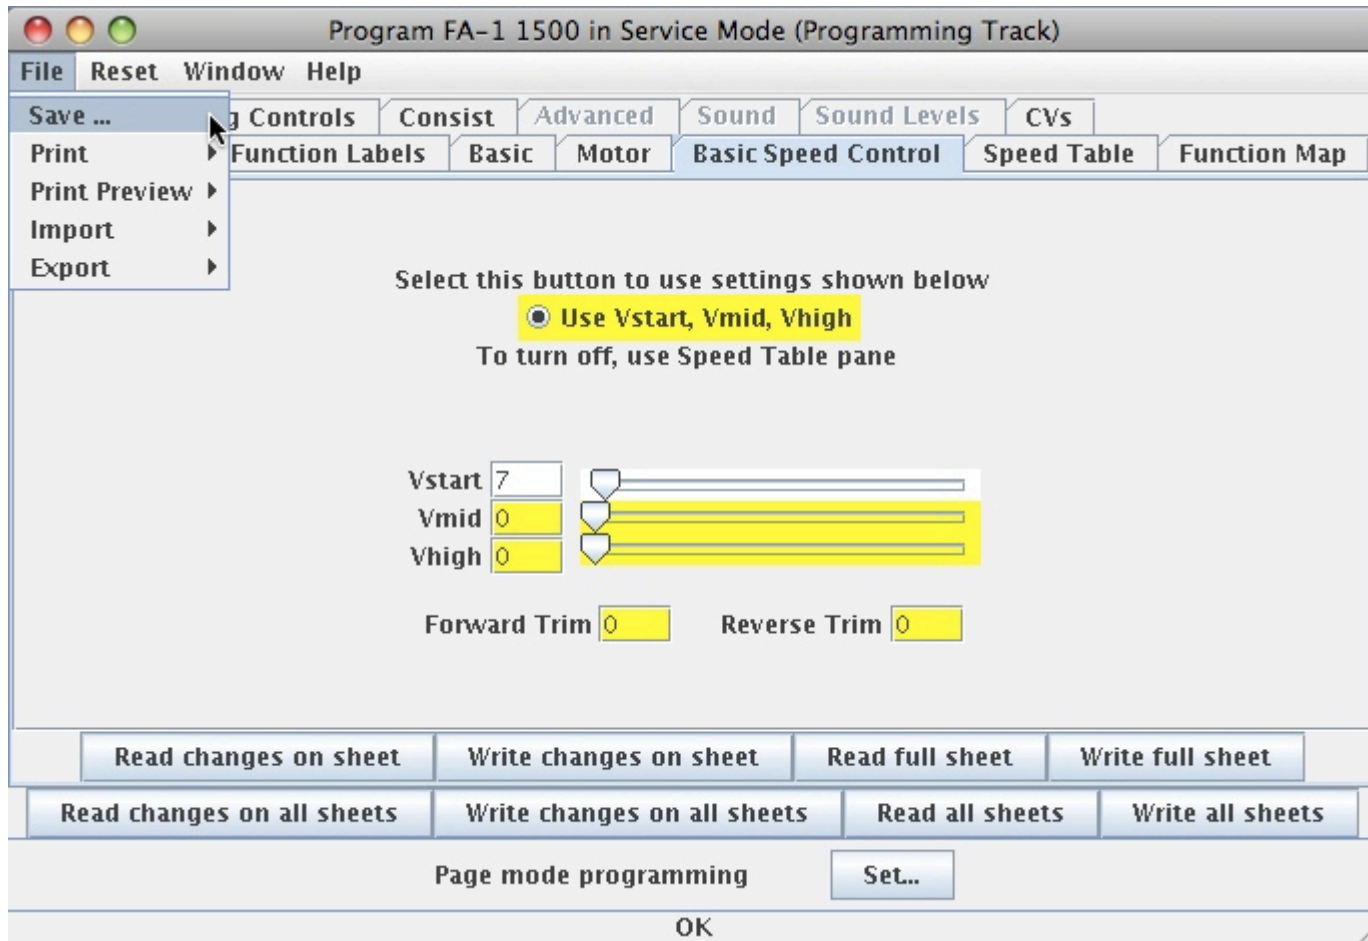 Program FA-1 1500 in Service Mode (Programming Track)
File Reset Window Help
Save ...
Print
Print Preview
Import
Export
g Controls Consist Advanced Sound Sound Levels CVs
Function Labels Basic Motor Basic Speed Control Speed Table Function Map
Select this button to use settings shown below
Use Vstart, Vmid, Vhigh
To turn off, use Speed Table pane
Vstart 7
Vmid 0
Vhigh 0
Forward Trim 0 Reverse Trim 0
Read changes on sheet Write changes on sheet Read full sheet Write full sheet
Read changes on all sheets Write changes on all sheets Read all sheets Write all sheets
Page mode programming Set...
OK